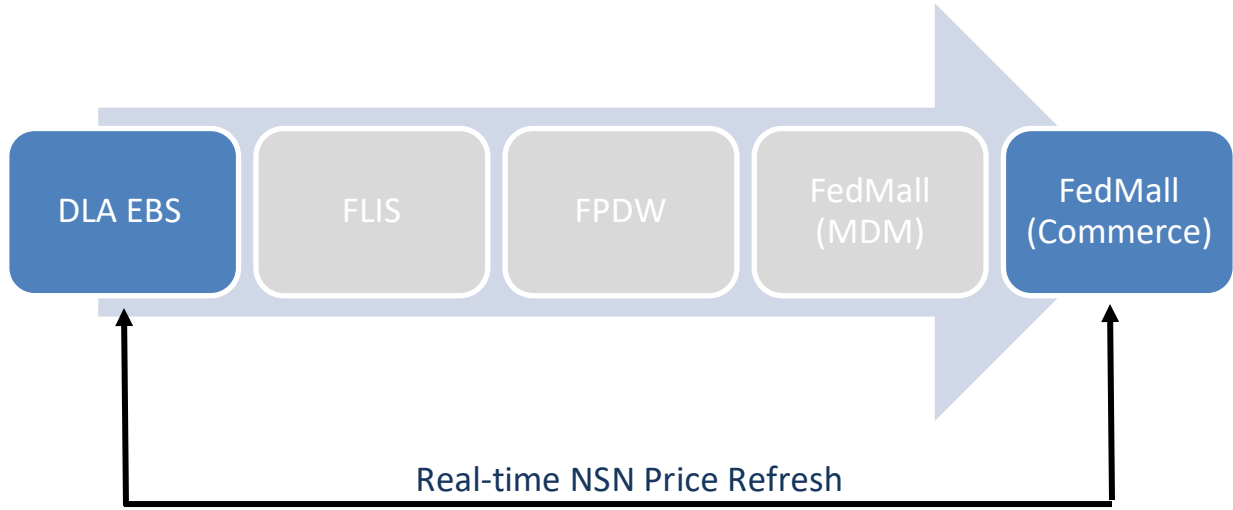 DLA EBS
FLIS
FPDW
FedMall
(MDM)
FedMall
(Commerce)
Real-time NSN Price Refresh